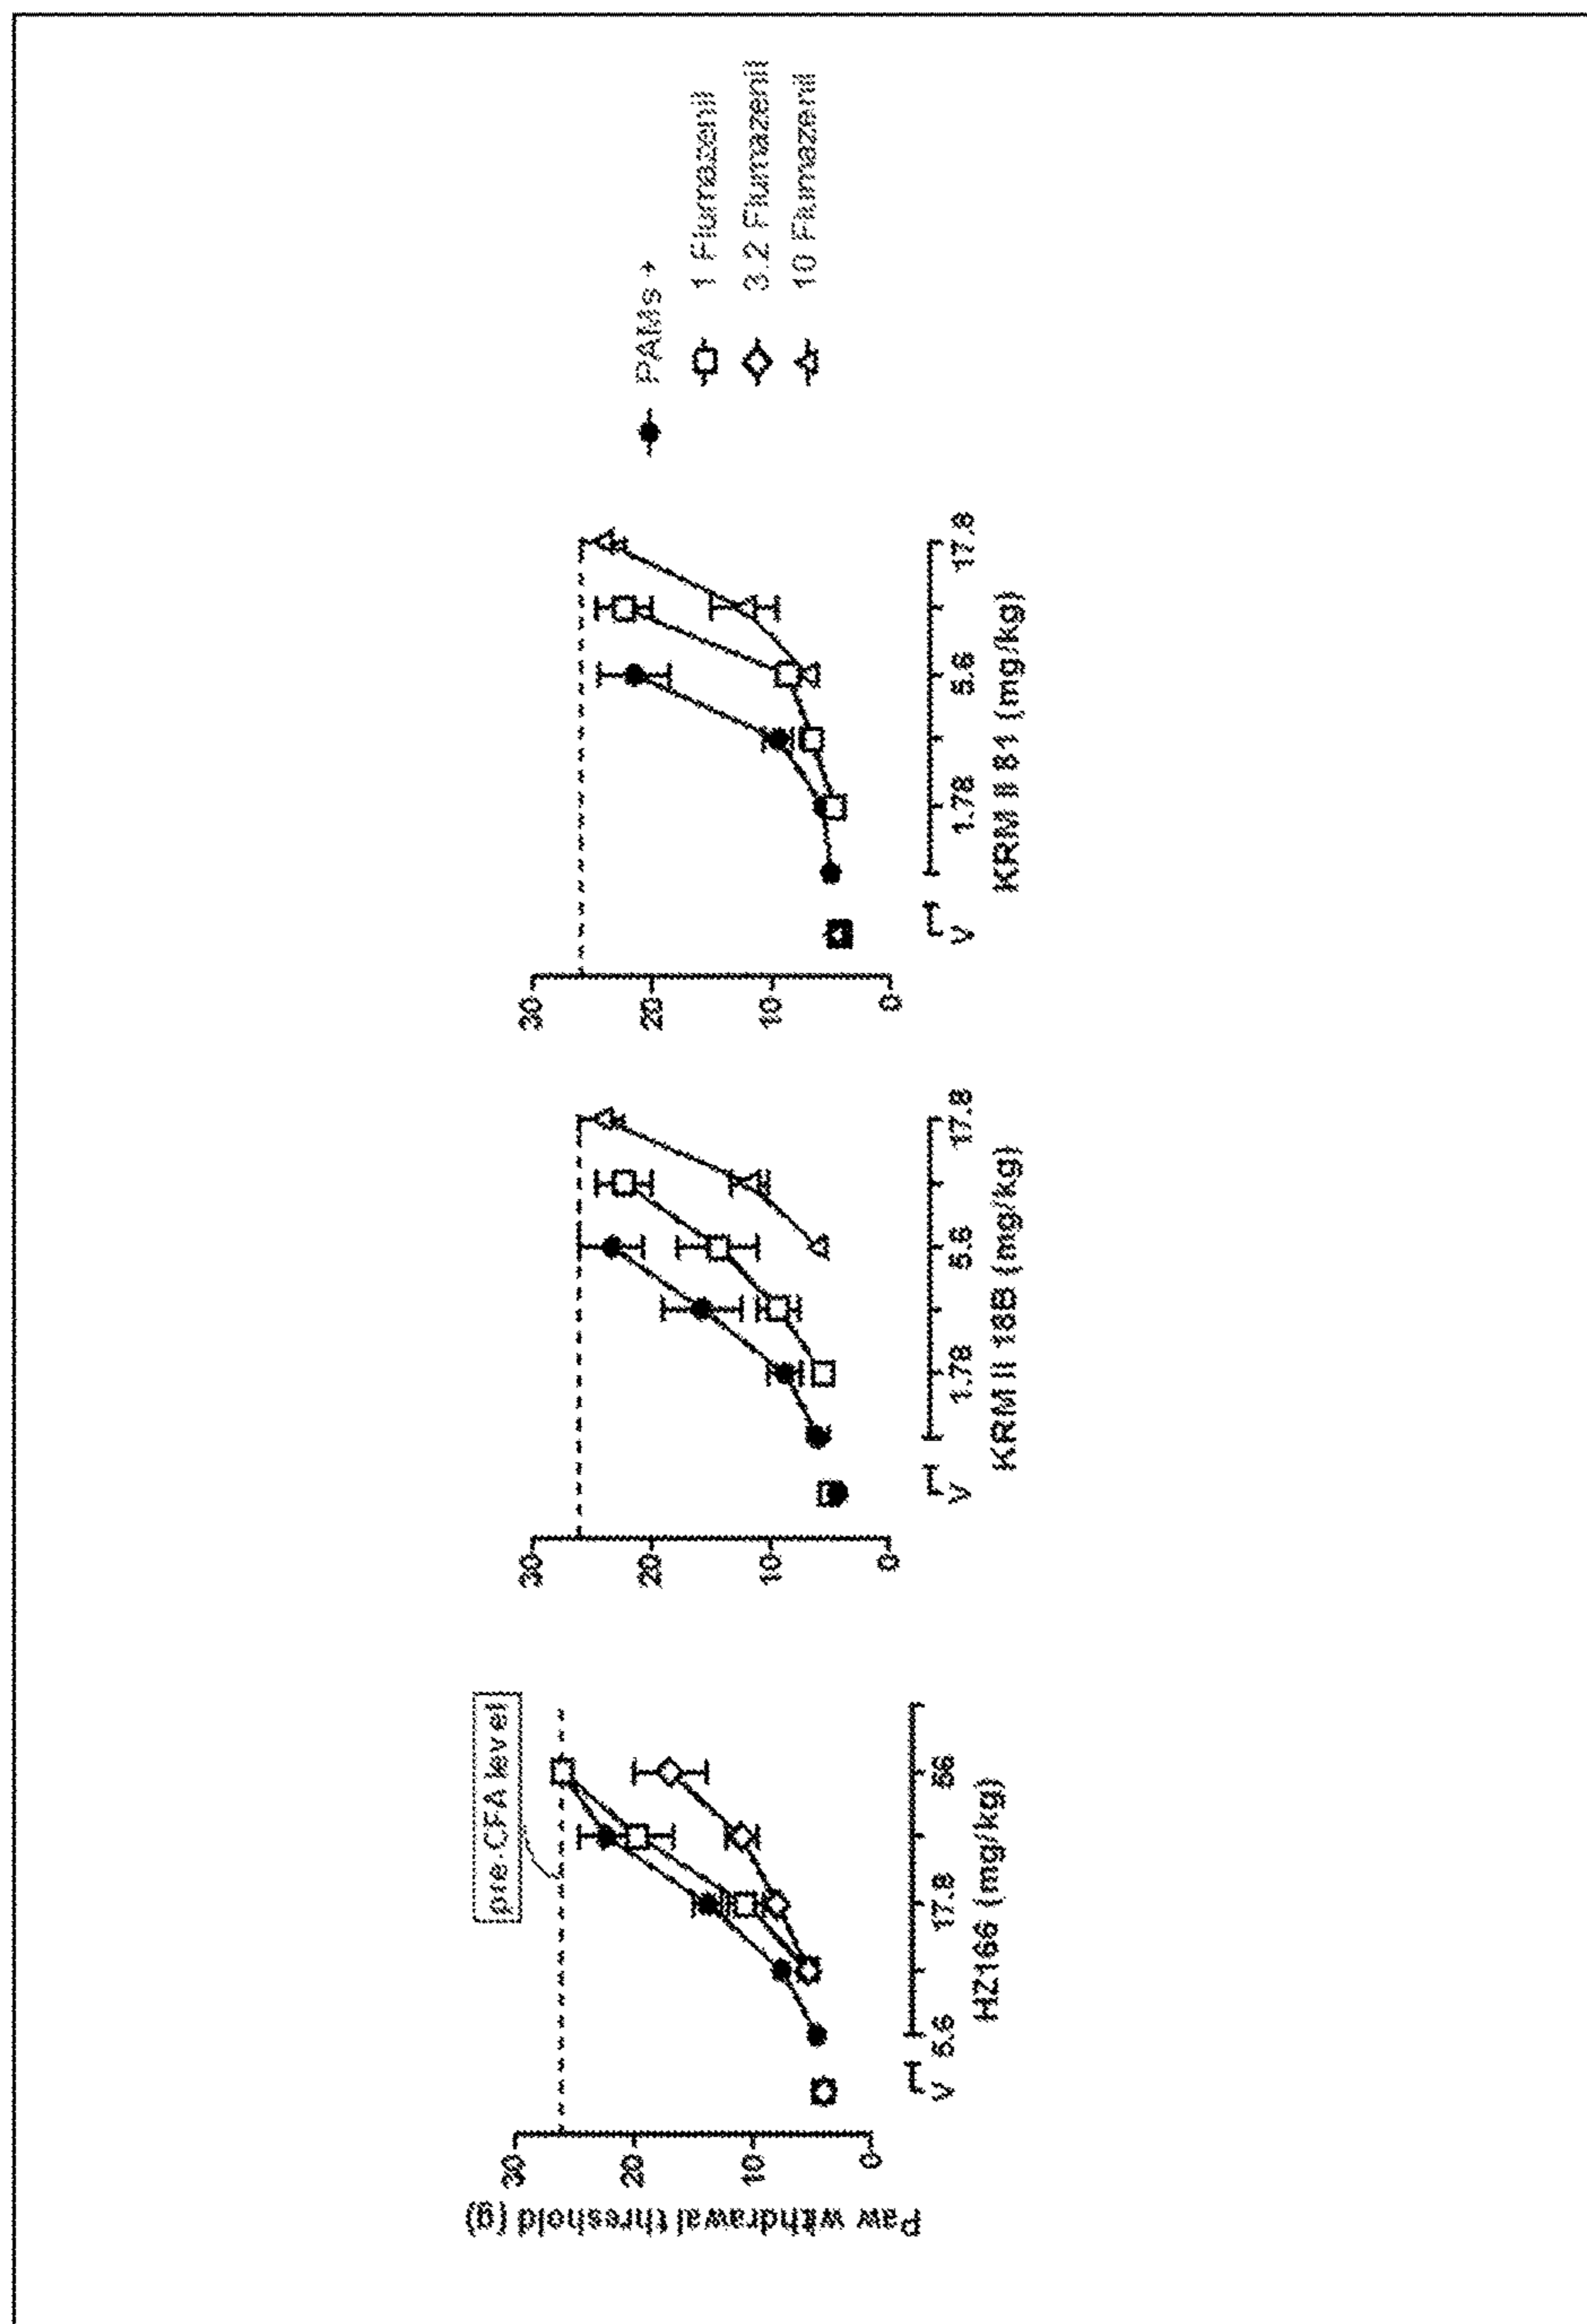 Paw withdrawal threshold (g)
30
20
10
0
pre-CFA level
V 5.6 17.8 56
HZ166 (mg/kg)
30
20
10
0
V 1.78 5.6 17.8
KRM II 18B (mg/kg)
30
20
10
0
V 1.78 5.6 17.8
KRM II 81 (mg/kg)
PAMs +
1 Flumazenil
3.2 Flumazenil
10 Flumazenil